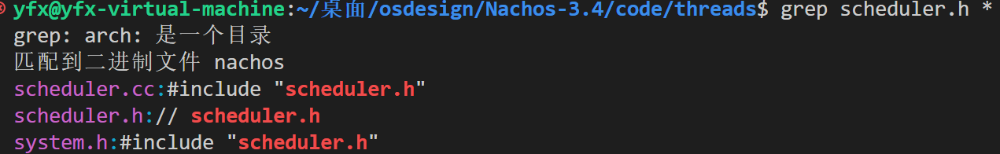 yfx@yfx-virtual-machine:~/桌面/osdesign/Nachos-3.4/code/threads$ grep scheduler.h *
grep: arch: 是一个目录
匹配到二进制文件 nachos
scheduler.cc:#include "scheduler.h"
scheduler.h:// scheduler.h
system.h:#include "scheduler.h"